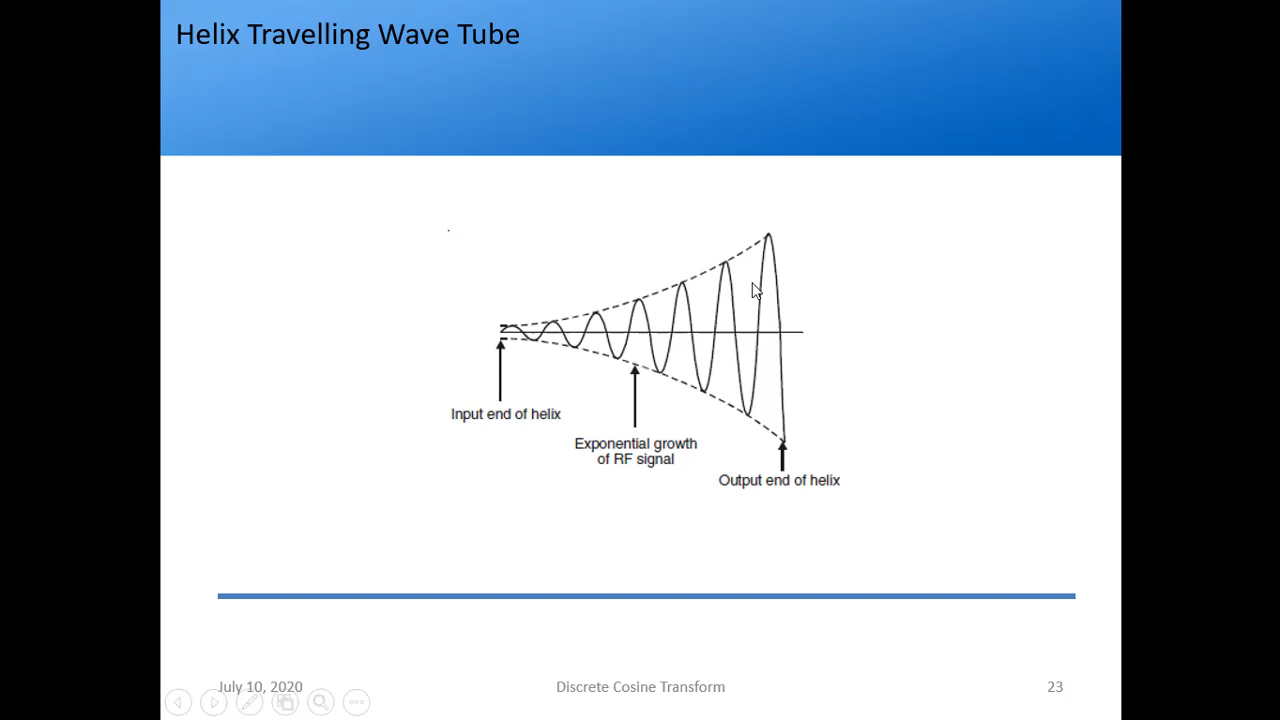 Helix Travelling Wave Tube
Input end of helix
Exponential growth
of RF signal
Output end of helix
July 10, 2020
Discrete Cosine Transform
23